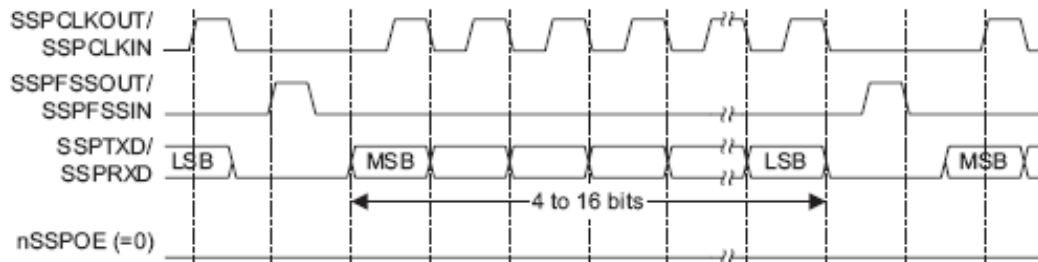 SSPCLKOUT/
SSPCLKIN
SSPFSSOUT/
SSPFSSIN
SSPTXD/
SSPRXD
LSB MSB LSB MSB
4 to 16 bits
nSSPOE (=0)